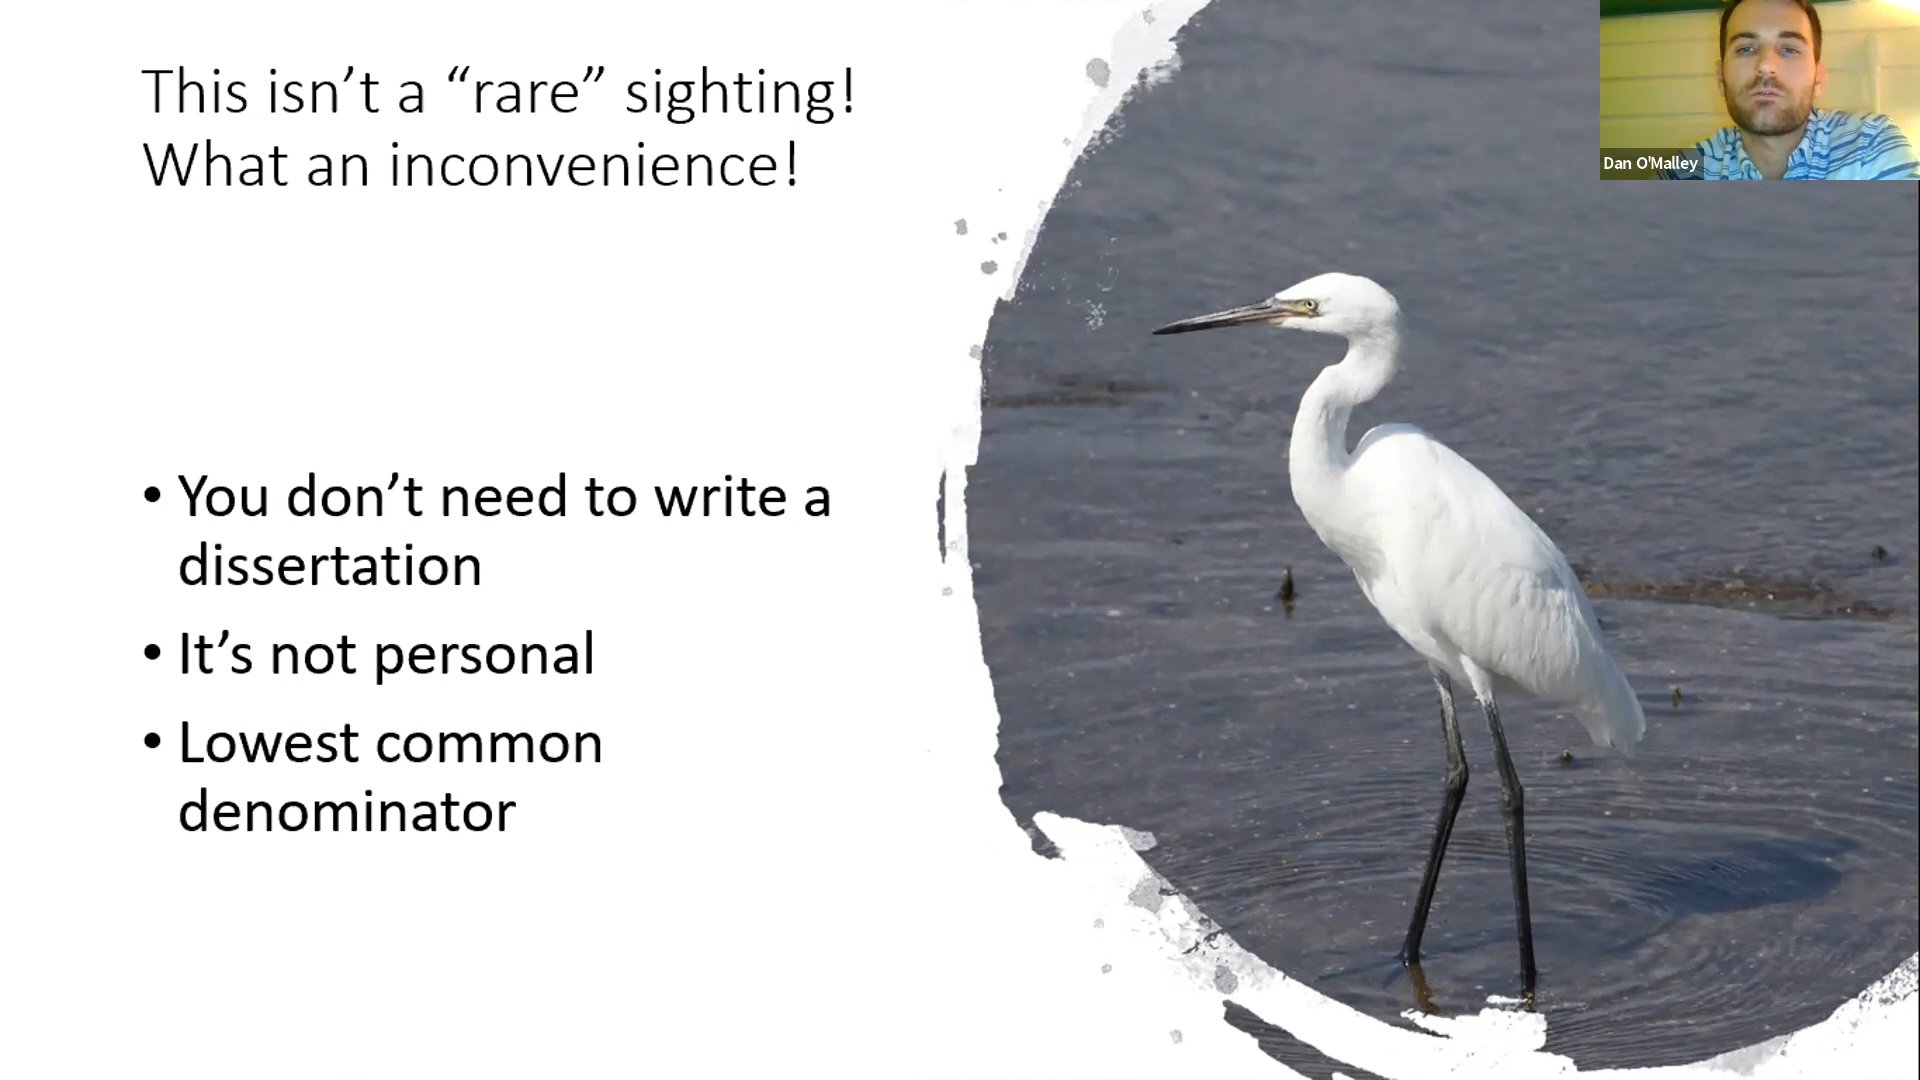 This isn’t a “rare” sighting!
What an inconvenience!
Dan O'Malley
• You don’t need to write a
dissertation
• It’s not personal
• Lowest common
denominator